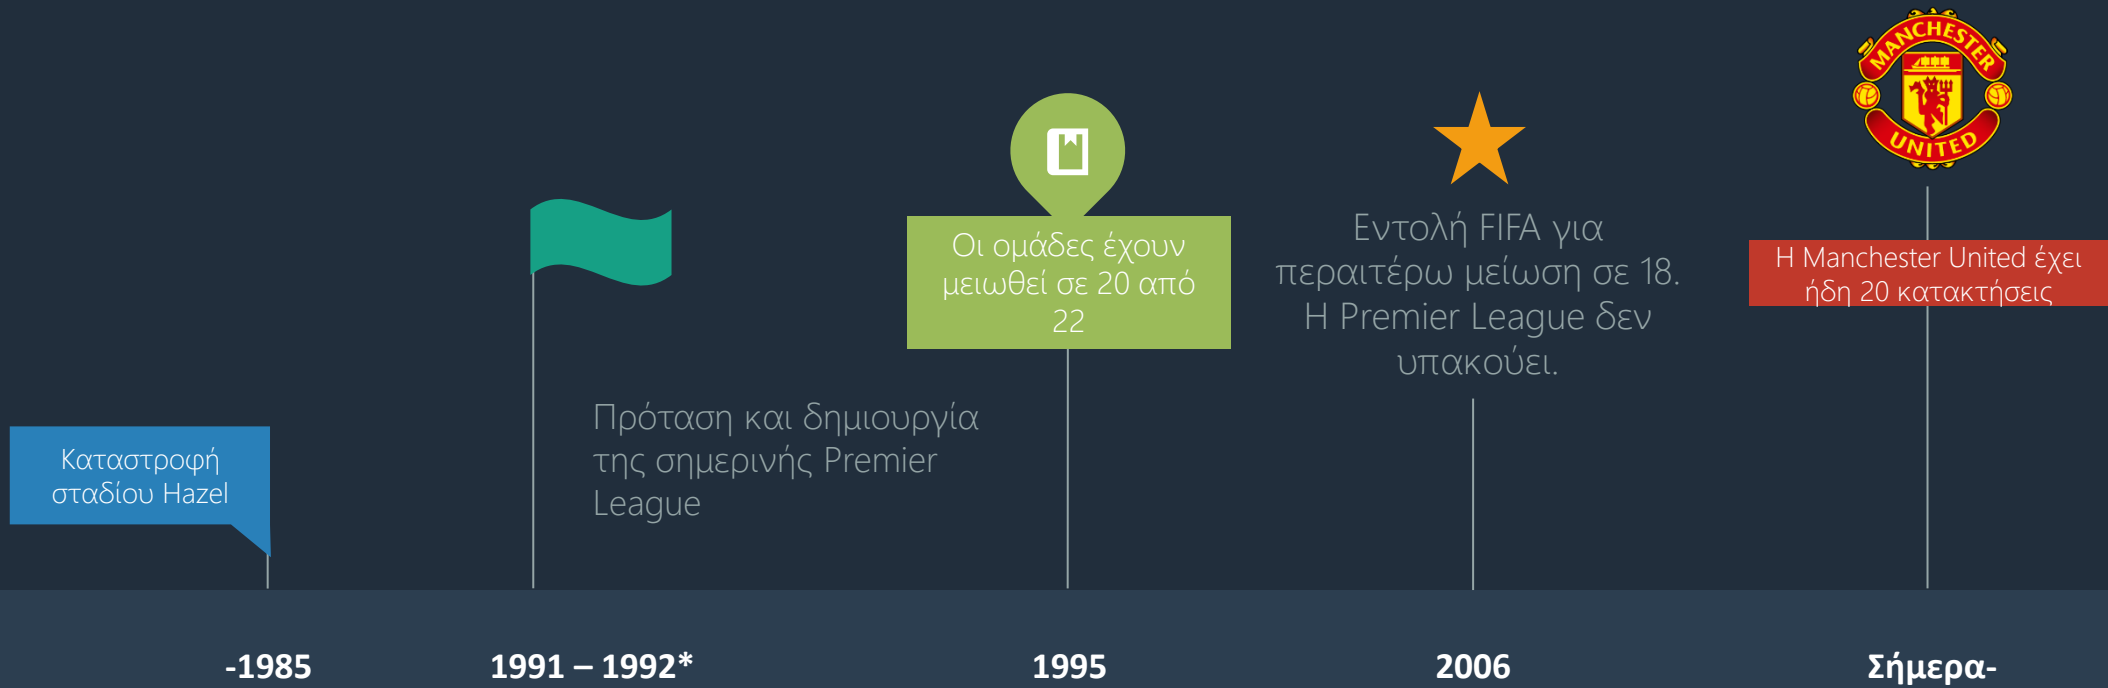 MANCHESTER
UNITED
Καταστροφή
σταδίου Hazel
Πρόταση και δημιουργία
της σημερινής Premier
League
Οι ομάδες έχουν
μειωθεί σε 20 από
22
Εντολή FIFA για
περαιτέρω μείωση σε 18.
Η Premier League δεν
υπακούει.
Η Manchester United έχει
ήδη 20 κατακτήσεις
-1985
1991 – 1992*
1995
2006
Σήμερα-